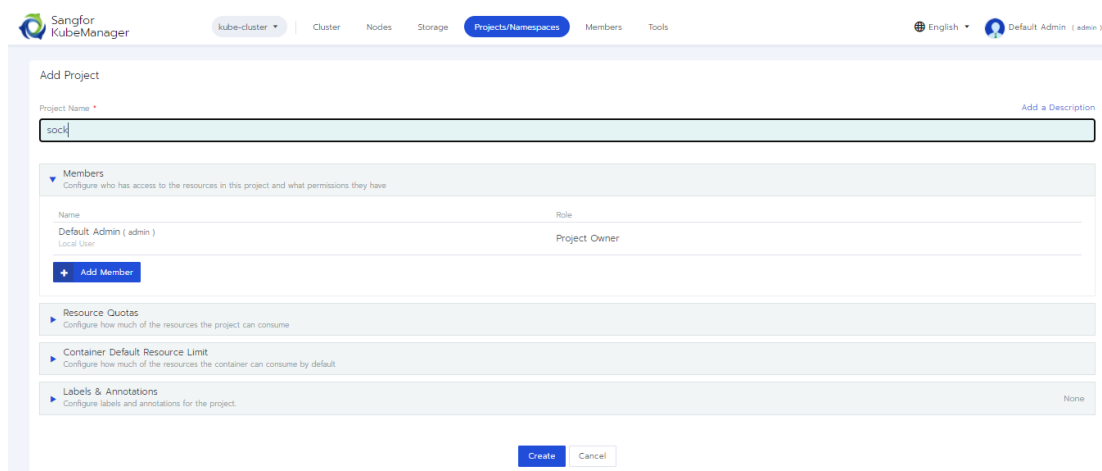 Sangfor
KubeManager
kube-cluster
Cluster
Nodes
Storage
Projects/Namespaces
Members
Tools
English
Default Admin ( admin )
Add Project
Project Name *
Add a Description
sock
Members
Configure who has access to the resources in this project and what permissions they have
Name
Role
Default Admin ( admin )
Local User
Project Owner
+ Add Member
Resource Quotas
Configure how much of the resources the project can consume
Container Default Resource Limit
Configure how much of the resources the container can consume by default
Labels & Annotations
Configure labels and annotations for the project.
None
Create
Cancel